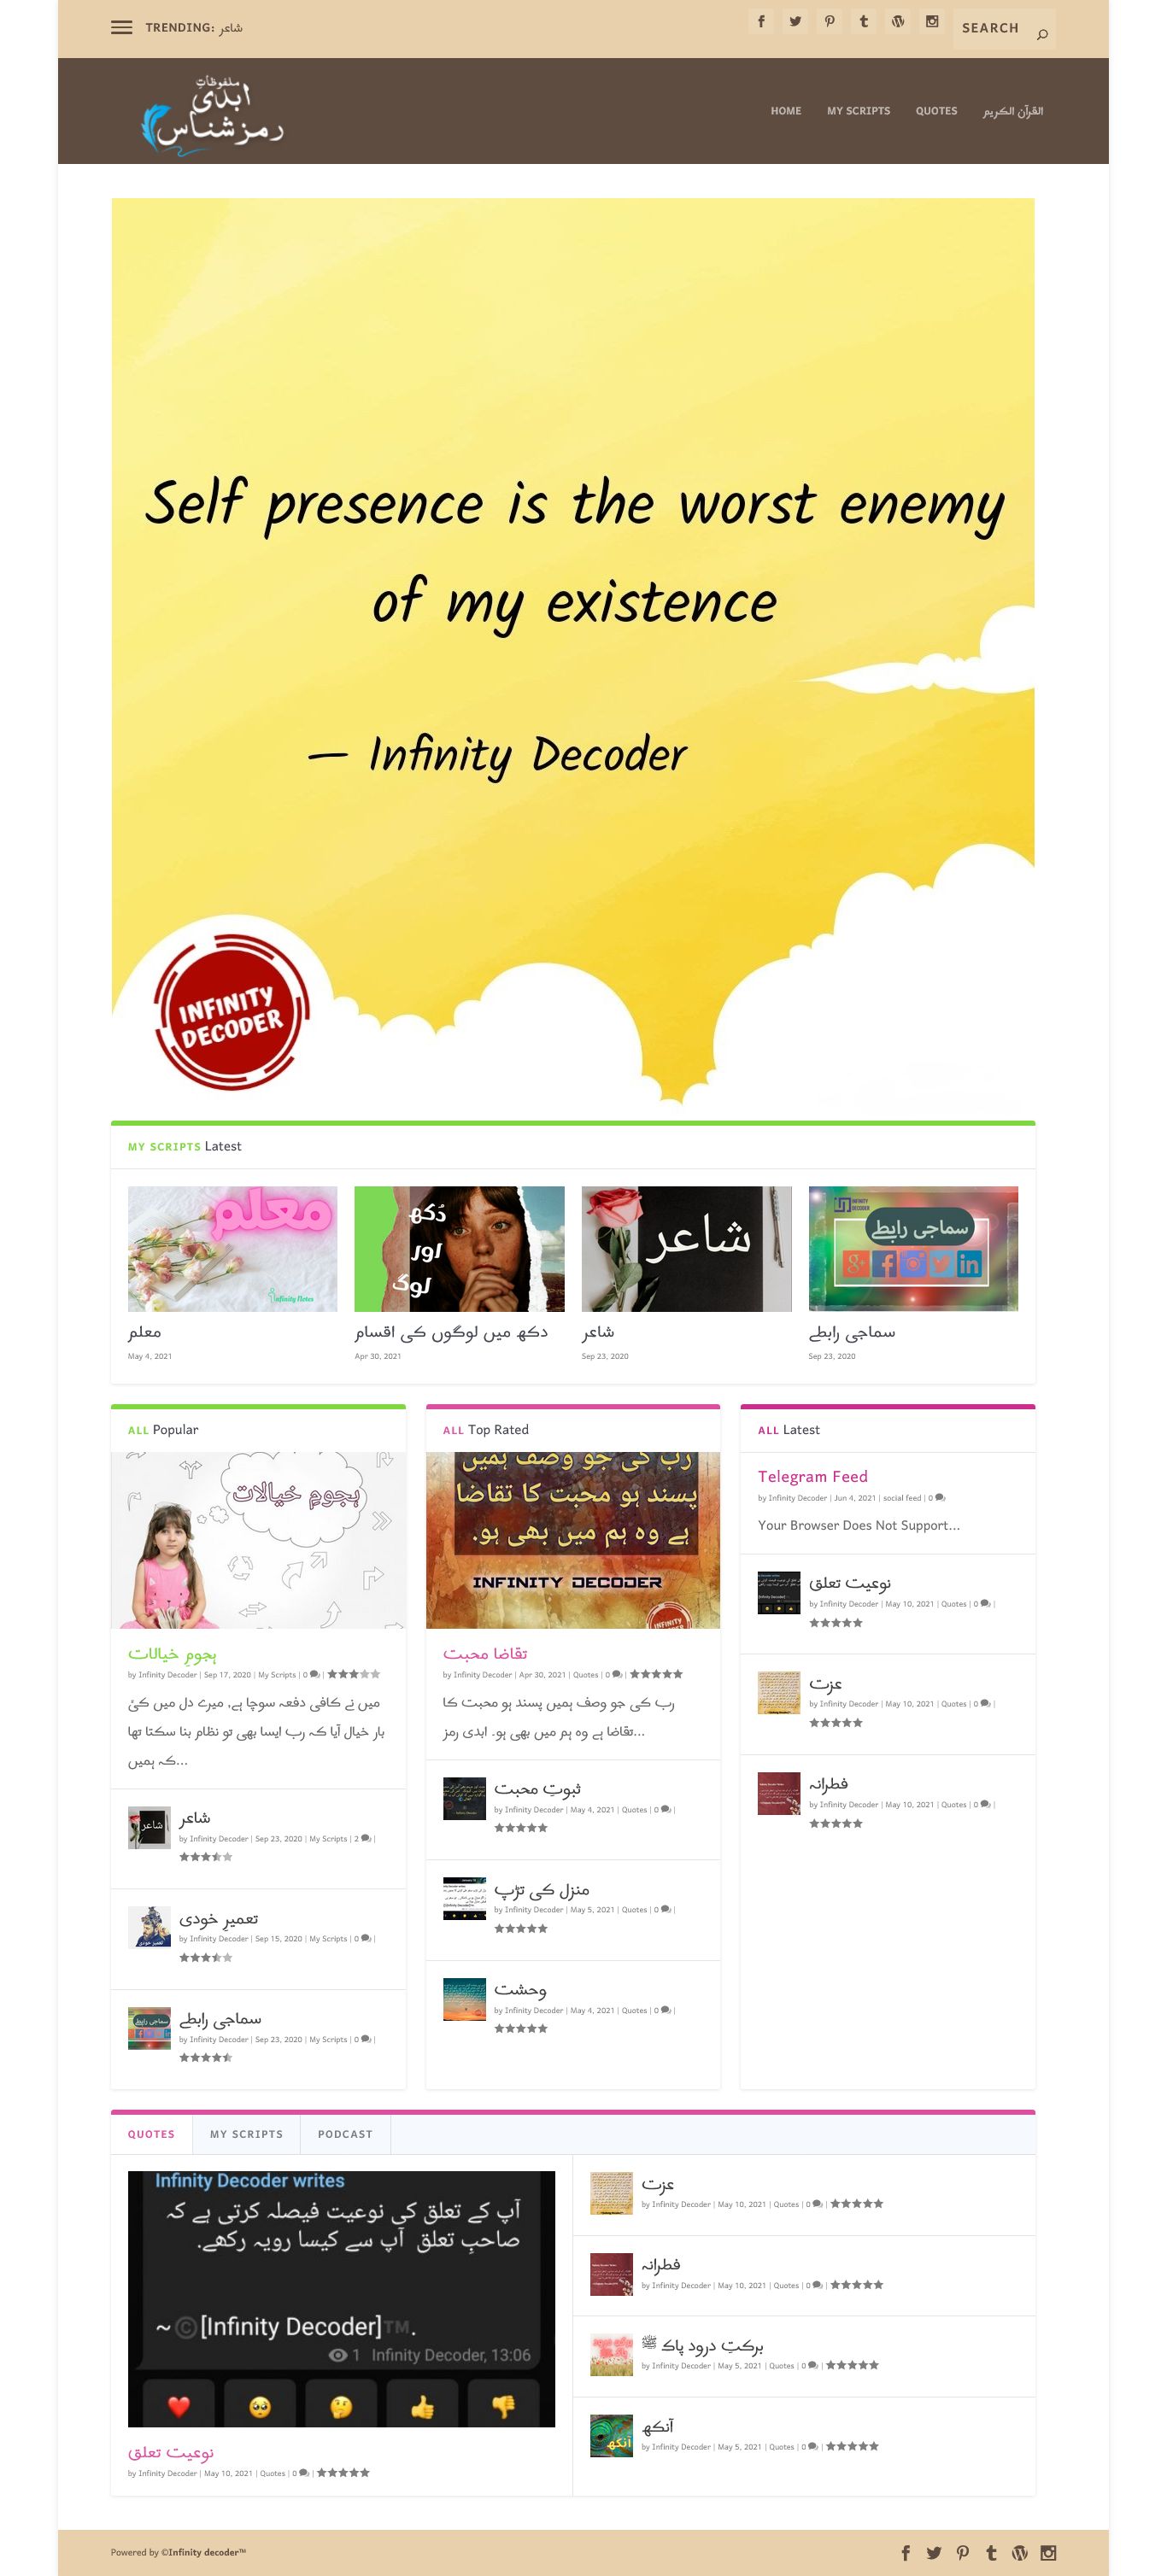 TRENDING: شاعر
SEARCH
ملفوظاتِ
ابدی
رمز شناس
HOME MY SCRIPTS QUOTES القرآن الكريم
Self presence is the worst enemy
of my existence
— Infinity Decoder
INFINITY
DECODER
MY SCRIPTS Latest
معلم
Infinity Notes
دُکھ
اور
لوگ
شاعر
INFINITY
DECODER
سماجی رابطے
معلم
May 4, 2021
دکھ میں لوگوں کی اقسام
Apr 30, 2021
شاعر
Sep 23, 2020
سماجی رابطے
Sep 23, 2020
ALL Popular
ہجومِ خیالات
ہجومِ خیالات
by Infinity Decoder | Sep 17, 2020 | My Scripts | 0 |
میں نے کافی دفعہ سوچا ہے، میرے دل میں کئ
بار خیال آیا کہ رب ایسا بھی تو نظام بنا سکتا تھا
کہ ہمیں...
شاعر
شاعر
by Infinity Decoder | Sep 23, 2020 | My Scripts | 2 |
تعمیرِ خودی
تعمیرِ خودی
by Infinity Decoder | Sep 15, 2020 | My Scripts | 0 |
سماجی رابطے
سماجی رابطے
by Infinity Decoder | Sep 23, 2020 | My Scripts | 0 |
ALL Top Rated
رب کی جو وصف ہمیں
پسند ہو محبت کا تقاضا
ہے وہ ہم میں بھی ہو.
INFINITY DECODER
INFINITY
تقاضا محبت
by Infinity Decoder | Apr 30, 2021 | Quotes | 0 |
رب کی جو وصف ہمیں پسند ہو محبت کا
تقاضا ہے وہ ہم میں بھی ہو۔ ابدی رمز...
ثبوتِ محبت
by Infinity Decoder | May 4, 2021 | Quotes | 0 |
منزل کی تڑپ
by Infinity Decoder | May 5, 2021 | Quotes | 0 |
وحشت
by Infinity Decoder | May 4, 2021 | Quotes | 0 |
ALL Latest
Telegram Feed
by Infinity Decoder | Jun 4, 2021 | social feed | 0
Your Browser Does Not Support...
نوعیت تعلق
by Infinity Decoder | May 10, 2021 | Quotes | 0 |
عزت
by Infinity Decoder | May 10, 2021 | Quotes | 0 |
فطرانہ
by Infinity Decoder | May 10, 2021 | Quotes | 0 |
QUOTES MY SCRIPTS PODCAST
Infinity Decoder writes
آپ کے تعلق کی نوعیت فیصلہ کرتی ہے کہ
صاحبِ تعلق آپ سے کیسا رویہ رکھے.
~ ©[Infinity Decoder]™.
1 Infinity Decoder, 13:06
نوعیت تعلق
by Infinity Decoder | May 10, 2021 | Quotes | 0 |
عزت
by Infinity Decoder | May 10, 2021 | Quotes | 0 |
فطرانہ
by Infinity Decoder | May 10, 2021 | Quotes | 0 |
برکتِ درود پاک ﷺ
by Infinity Decoder | May 5, 2021 | Quotes | 0 |
آنکھ
آنکھ
by Infinity Decoder | May 5, 2021 | Quotes | 0 |
Powered by ©Infinity decoder™